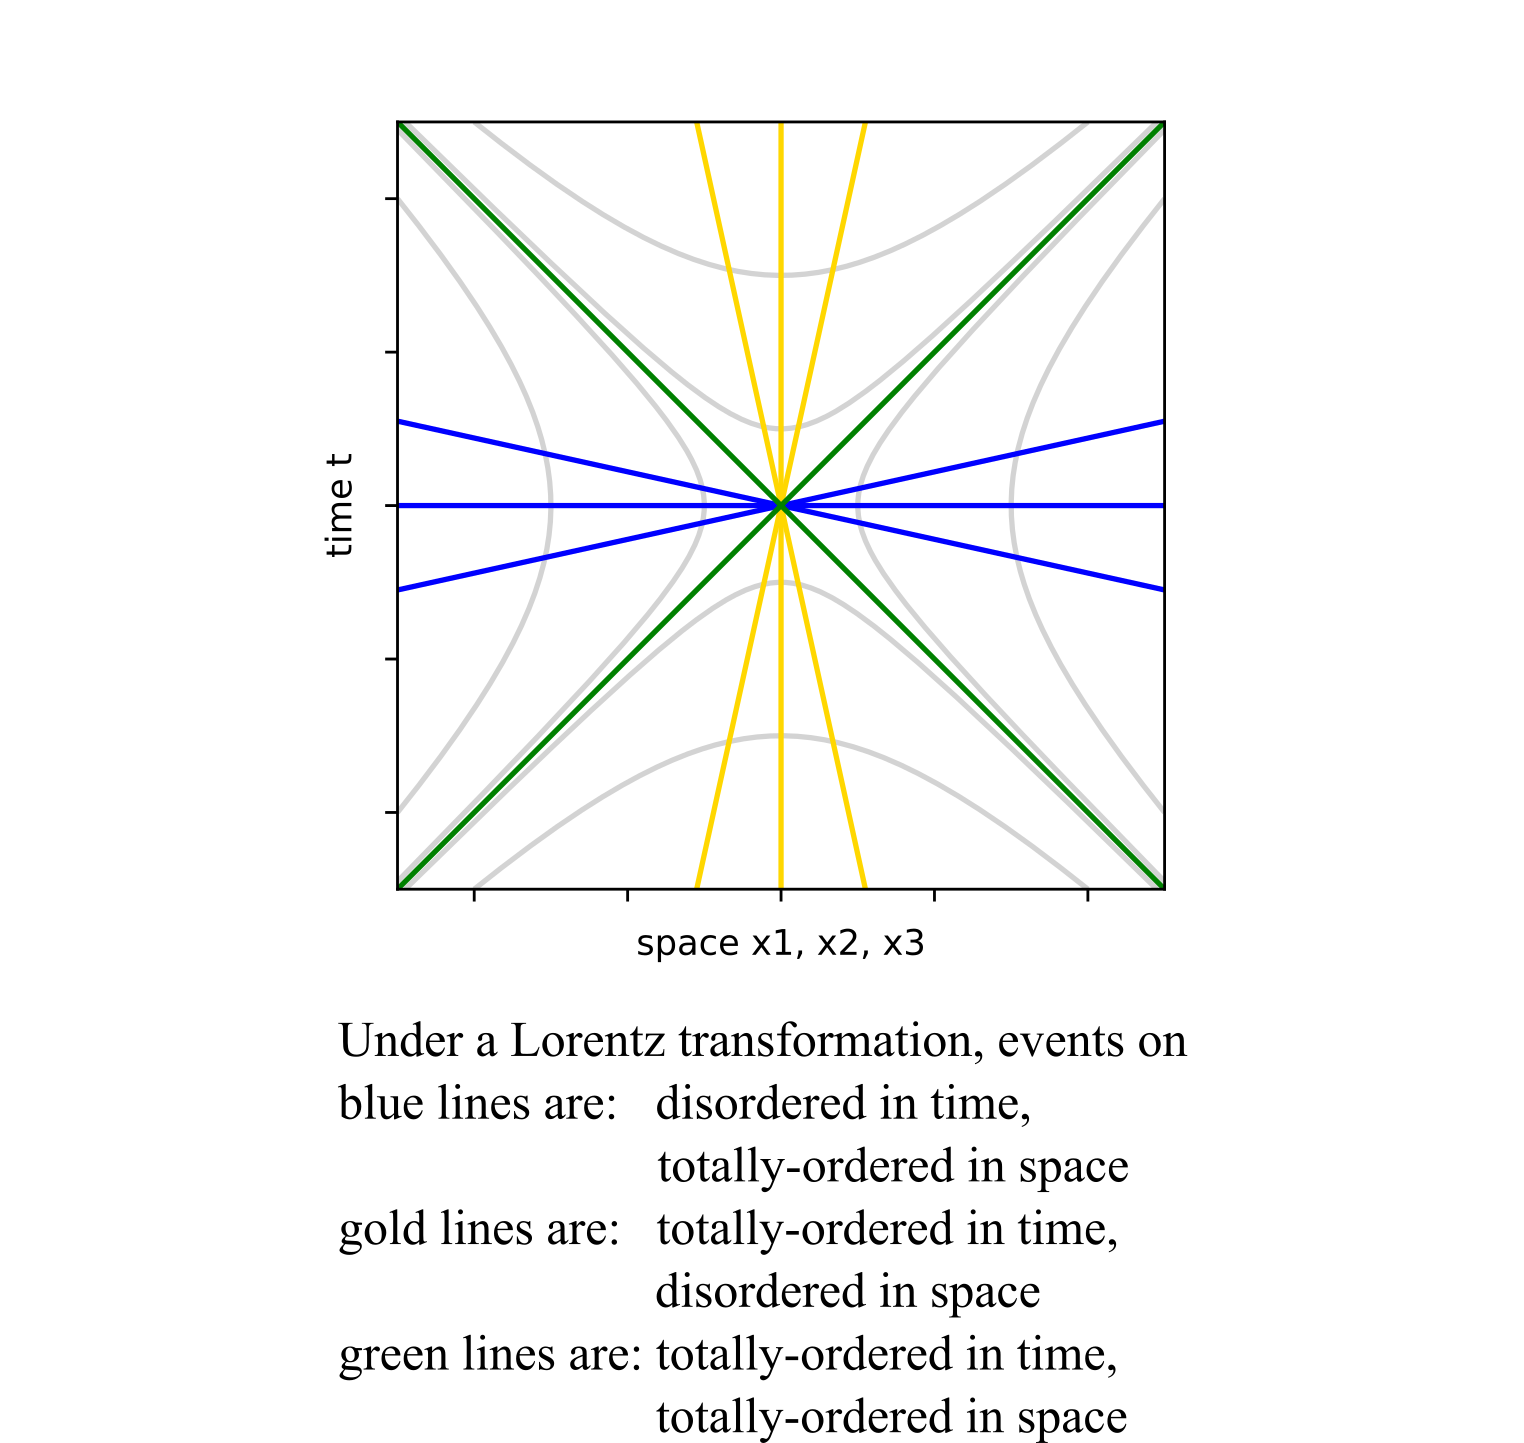 time t
space x1, x2, x3
Under a Lorentz transformation, events on
blue lines are: disordered in time,
totally-ordered in space
gold lines are: totally-ordered in time,
disordered in space
green lines are: totally-ordered in time,
totally-ordered in space